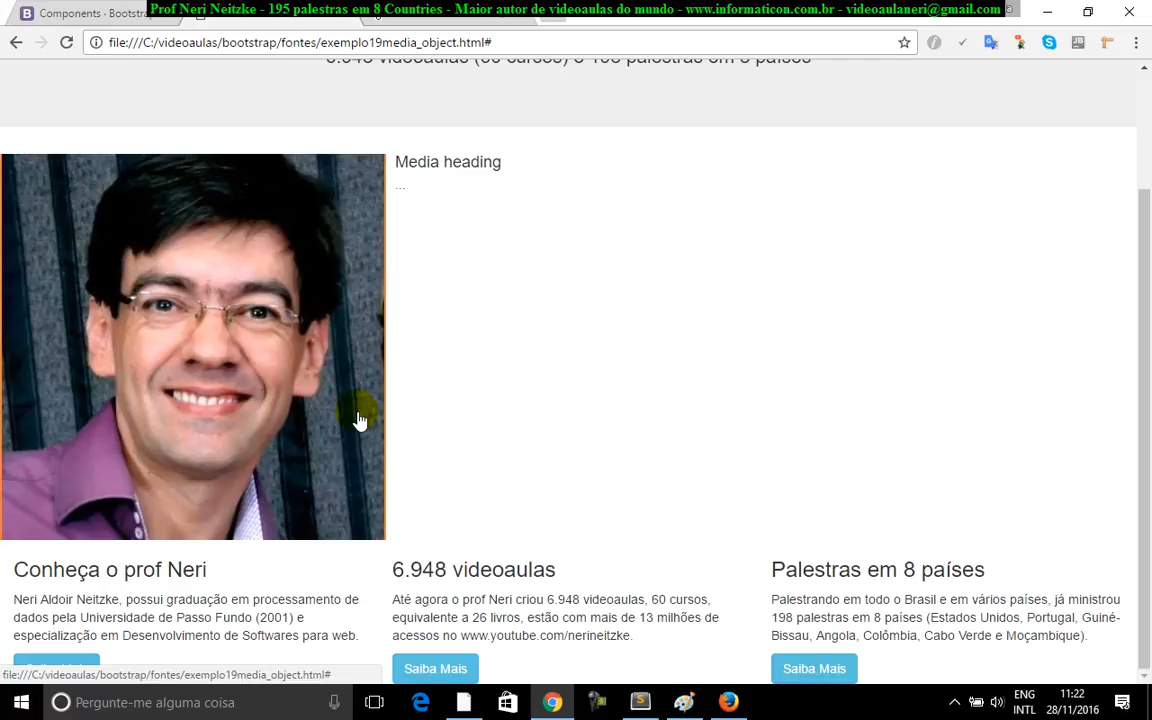 Components - Bootstrap
Prof Neri Neitzke - 195 palestras em 8 Countries - Maior autor de videoaulas do mundo - www.informaticon.com.br - videoaulaneri@gmail.com
file:///C:/videoaulas/bootstrap/fontes/exemplo19media_object.html#
Media heading
...
Conheça o prof Neri
6.948 videoaulas
Palestras em 8 países
Neri Aldoir Neitzke, possui graduação em processamento de
dados pela Universidade de Passo Fundo (2001) e
especialização em Desenvolvimento de Softwares para web.
Até agora o prof Neri criou 6.948 videoaulas, 60 cursos,
equivalente a 26 livros, estão com mais de 13 milhões de
acessos no www.youtube.com/nerineitzke.
Palestrando em todo o Brasil e em vários países, já ministrou
198 palestras em 8 países (Estados Unidos, Portugal, Guiné-
Bissau, Angola, Colômbia, Cabo Verde e Moçambique).
Saiba Mais
Saiba Mais
file:///C:/videoaulas/bootstrap/fontes/exemplo19media_object.html#
Pergunte-me alguma coisa
ENG
INTL
11:22
28/11/2016